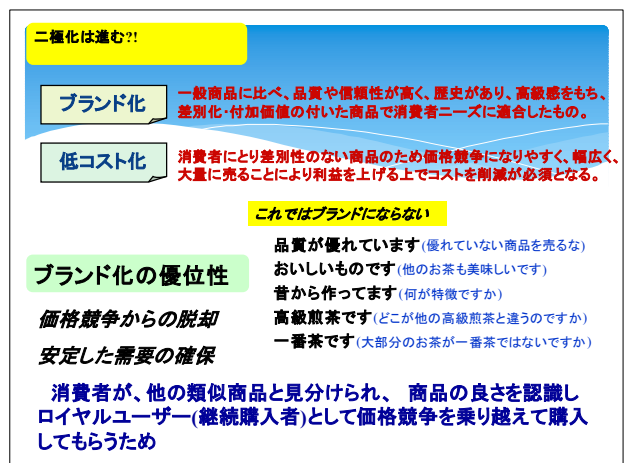 二極化は進む?!
ブランド化
一般商品に比べ、品質や信頼性が高く、歴史があり、高級感をもち、
差別化・付加価値の付いた商品で消費者ニーズに適合したもの。
低コスト化
消費者にとり差別性のない商品のため価格競争になりやすく、幅広く、
大量に売ることにより利益を上げる上でコストを削減が必須となる。
これではブランドにならない
品質が優れています(優れていない商品を売るな)
おいしいものです(他のお茶も美味しいです)
昔から作ってます(何が特徴ですか)
高級煎茶です(どこが他の高級煎茶と違うのですか)
一番茶です(大部分のお茶が一番茶ではないですか)
ブランド化の優位性
価格競争からの脱却
安定した需要の確保
消費者が、他の類似商品と見分けられ、 商品の良さを認識し
ロイヤルユーザー(継続購入者)として価格競争を乗り越えて購入
してもらうため